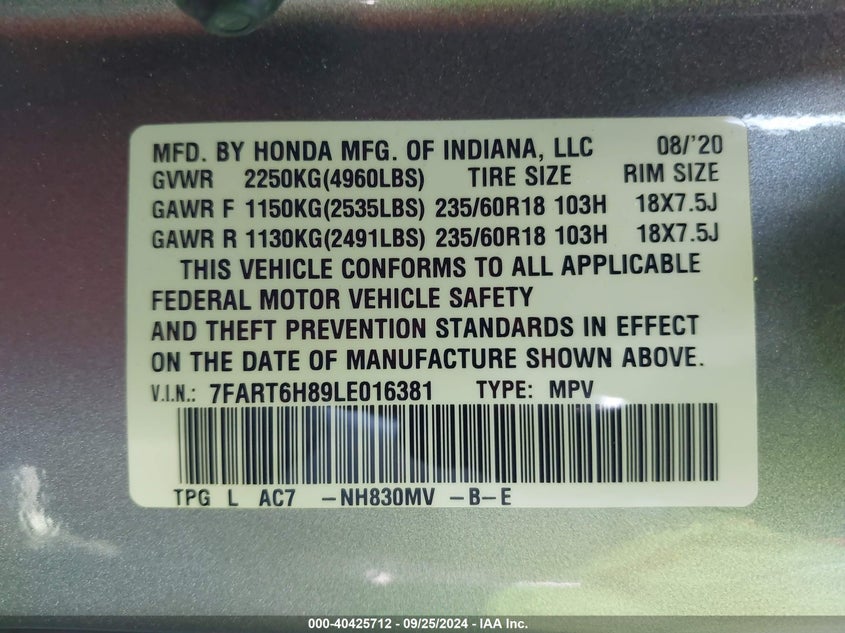 MFD. BY HONDA MFG. OF INDIANA, LLC 08/'20
GVWR 2250KG(4960LBS) TIRE SIZE RIM SIZE
GAWR F 1150KG(2535LBS) 235/60R18 103H 18X7.5J
GAWR R 1130KG(2491LBS) 235/60R18 103H 18X7.5J
THIS VEHICLE CONFORMS TO ALL APPLICABLE
FEDERAL MOTOR VEHICLE SAFETY
AND THEFT PREVENTION STANDARDS IN EFFECT
ON THE DATE OF MANUFACTURE SHOWN ABOVE.
V.I.N.: 7FART6H89LE016381 TYPE: MPV
TPG L AC7 -NH830MV -B-E
000-40425712 - 09/25/2024 - IAA Inc.